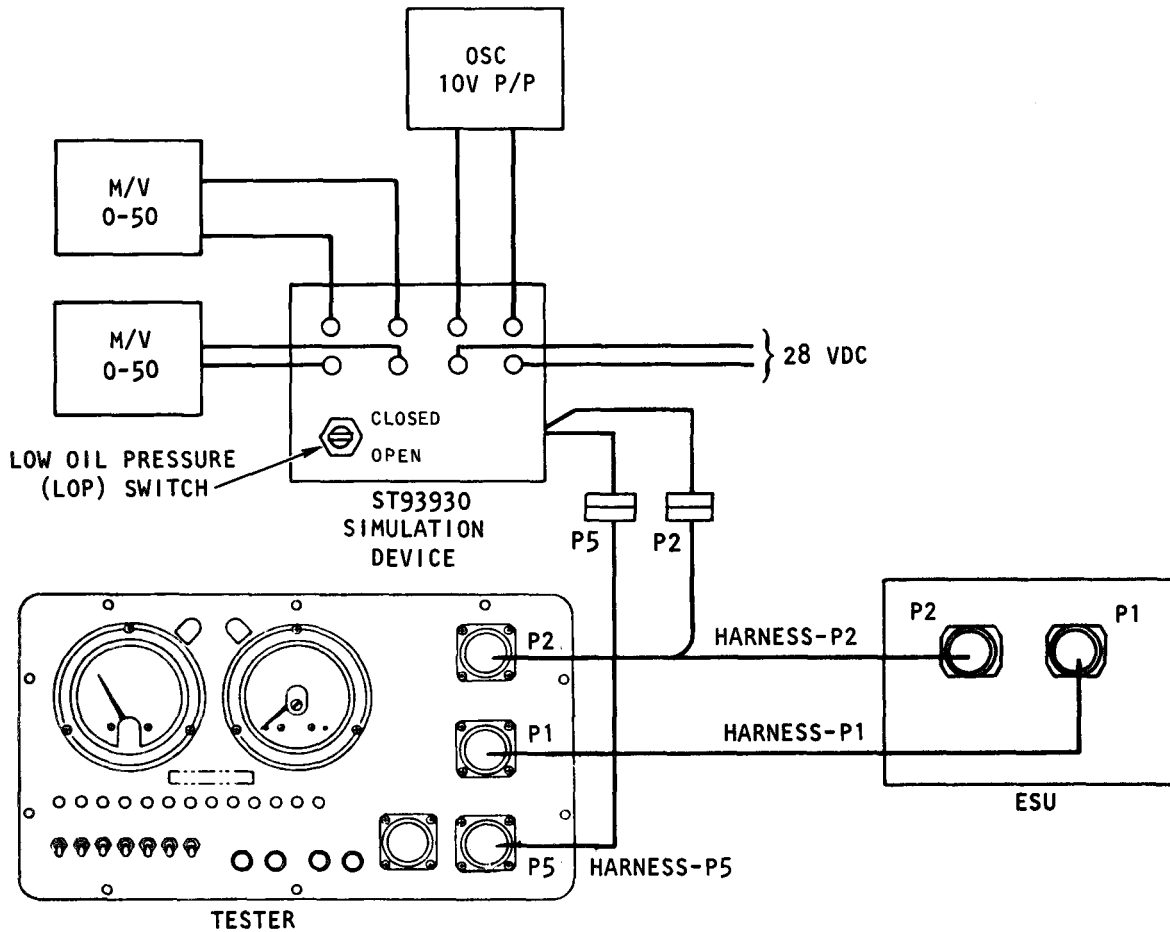 OSC
10V P/P
M/V
0-50
M/V
0-50
28 VDC
CLOSED
OPEN
LOW OIL PRESSURE
(LOP) SWITCH
ST93930
SIMULATION
DEVICE
P5
P2
P2
HARNESS-P2
P2
P1
P1
HARNESS-P1
ESU
P5
HARNESS-P5
TESTER